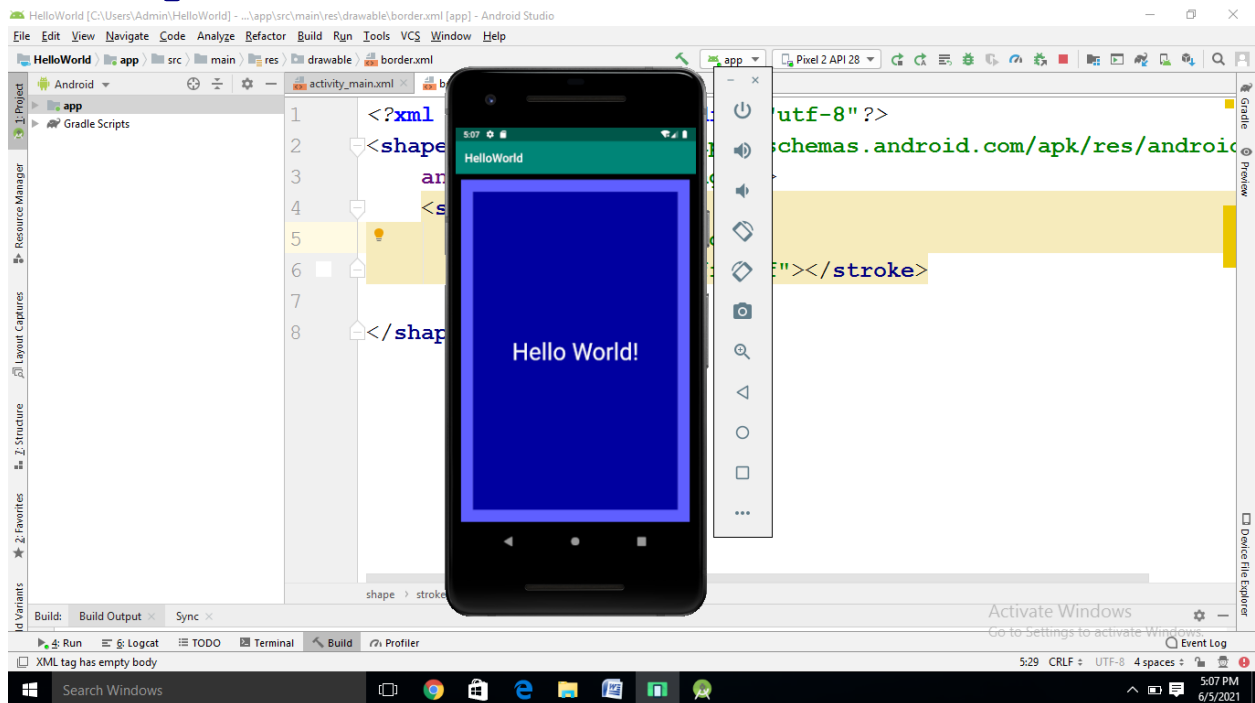 HelloWorld [C:\Users\Admin\HelloWorld] - ...\app\src\main\res\drawable\border.xml [app] - Android Studio
File Edit View Navigate Code Analyze Refactor Build Run Tools VCS Window Help
HelloWorld app src main res drawable border.xml app Pixel 2 API 28
Android activity_main.xml b
1: Project
app
Gradle Scripts
Gradle
Preview
1 <?xml "utf-8"?>
2 <shape schemas.android.com/apk/res/androi
3 an
4 <s
5
6 "></stroke>
7
8 </shap
5:07
HelloWorld
Hello World!
Resource Manager
Layout Captures
Z: Structure
2: Favorites
Variants
Device File Explorer
shape stroke
Build: Build Output Sync
Activate Windows
Go to Settings to activate Windows.
4: Run 6: Logcat TODO Terminal Build Profiler Event Log
XML tag has empty body 5:29 CRLF UTF-8 4 spaces
Search Windows 5:07 PM
6/5/2021